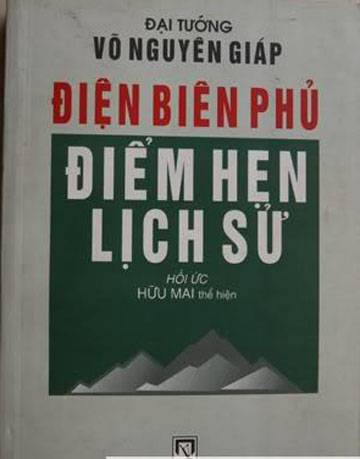 ĐẠI TƯỚNG
VÕ NGUYÊN GIÁP
ĐIỆN BIÊN PHỦ
ĐIỂM HẸN
LỊCH SỬ
HỒI ỨC
HỮU MAI thể hiện